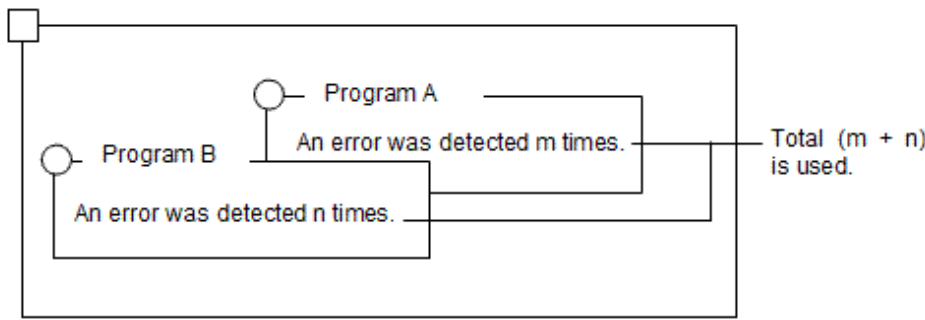 Program A
An error was detected m times.
Total (m + n)
is used.
Program B
An error was detected n times.